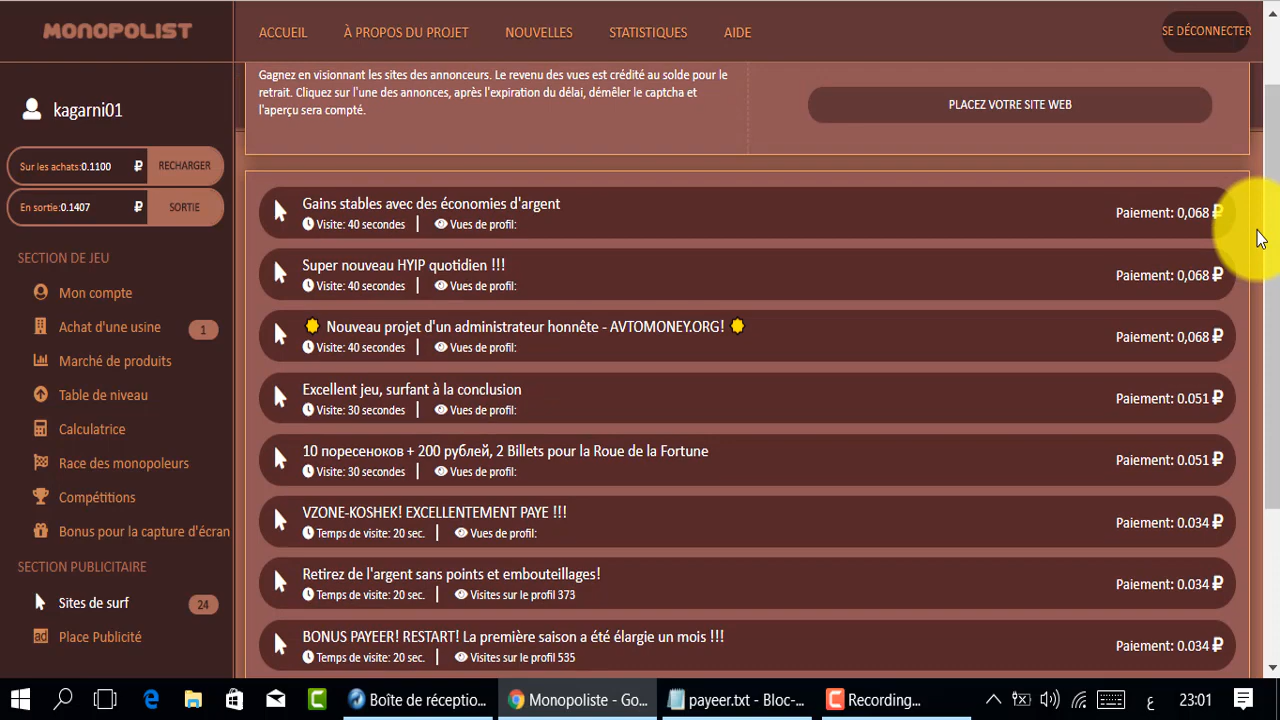 MONOPOLIST
ACCUEIL
À PROPOS DU PROJET
NOUVELLES
STATISTIQUES
AIDE
SE DÉCONNECTER
kagarni01
Sur les achats:0.1100 ₽
RECHARGER
En sortie:0.1407 ₽
SORTIE
SECTION DE JEU
Mon compte
Achat d'une usine 1
Marché de produits
Table de niveau
Calculatrice
Race des monopoleurs
Compétitions
Bonus pour la capture d'écran
SECTION PUBLICITAIRE
Sites de surf 24
ad Place Publicité
Gagnez en visionnant les sites des annonceurs. Le revenu des vues est crédité au solde pour le
retrait. Cliquez sur l'une des annonces, après l'expiration du délai, démêler le captcha et
l'aperçu sera compté.
PLACEZ VOTRE SITE WEB
Gains stables avec des économies d'argent
Visite: 40 secondes | Vues de profil:
Paiement: 0,068 ₽
Super nouveau HYIP quotidien !!!
Visite: 40 secondes | Vues de profil:
Paiement: 0,068 ₽
Nouveau projet d'un administrateur honnête - AVTOMONEY.ORG!
Visite: 40 secondes | Vues de profil:
Paiement: 0,068 ₽
Excellent jeu, surfant à la conclusion
Visite: 30 secondes | Vues de profil:
Paiement: 0.051 ₽
10 поресеноков + 200 рублей, 2 Billets pour la Roue de la Fortune
Visite: 30 secondes | Vues de profil:
Paiement: 0.051 ₽
VZONE-KOSHEK! EXCELLENTEMENT PAYE !!!
Temps de visite: 20 sec. | Vues de profil:
Paiement: 0.034 ₽
Retirez de l'argent sans points et embouteillages!
Temps de visite: 20 sec. | Visites sur le profil 373
Paiement: 0.034 ₽
BONUS PAYEER! RESTART! La première saison a été élargie un mois !!!
Temps de visite: 20 sec. | Visites sur le profil 535
Paiement: 0.034 ₽
Boîte de réceptio...
Monopoliste - Go...
payeer.txt - Bloc-...
Recording...
ع
23:01